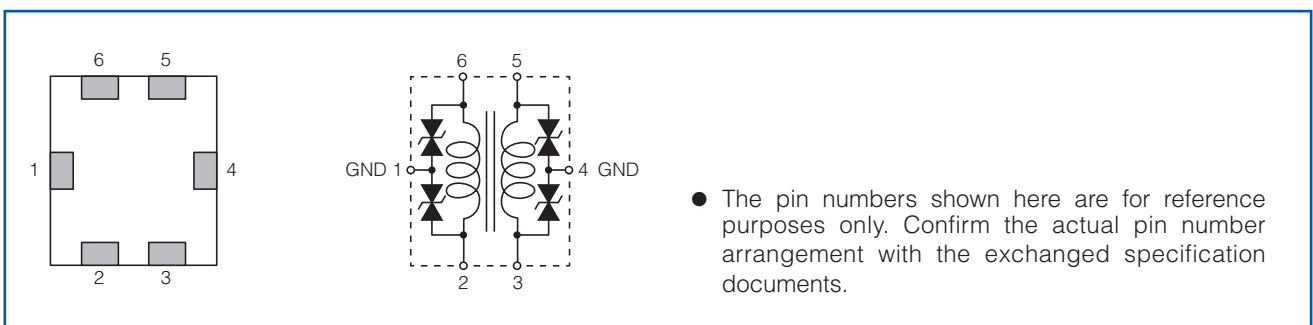 6 5
1 4
2 3
6 5
GND 1 4 GND
2 3
● The pin numbers shown here are for reference
purposes only. Confirm the actual pin number
arrangement with the exchanged specification
documents.